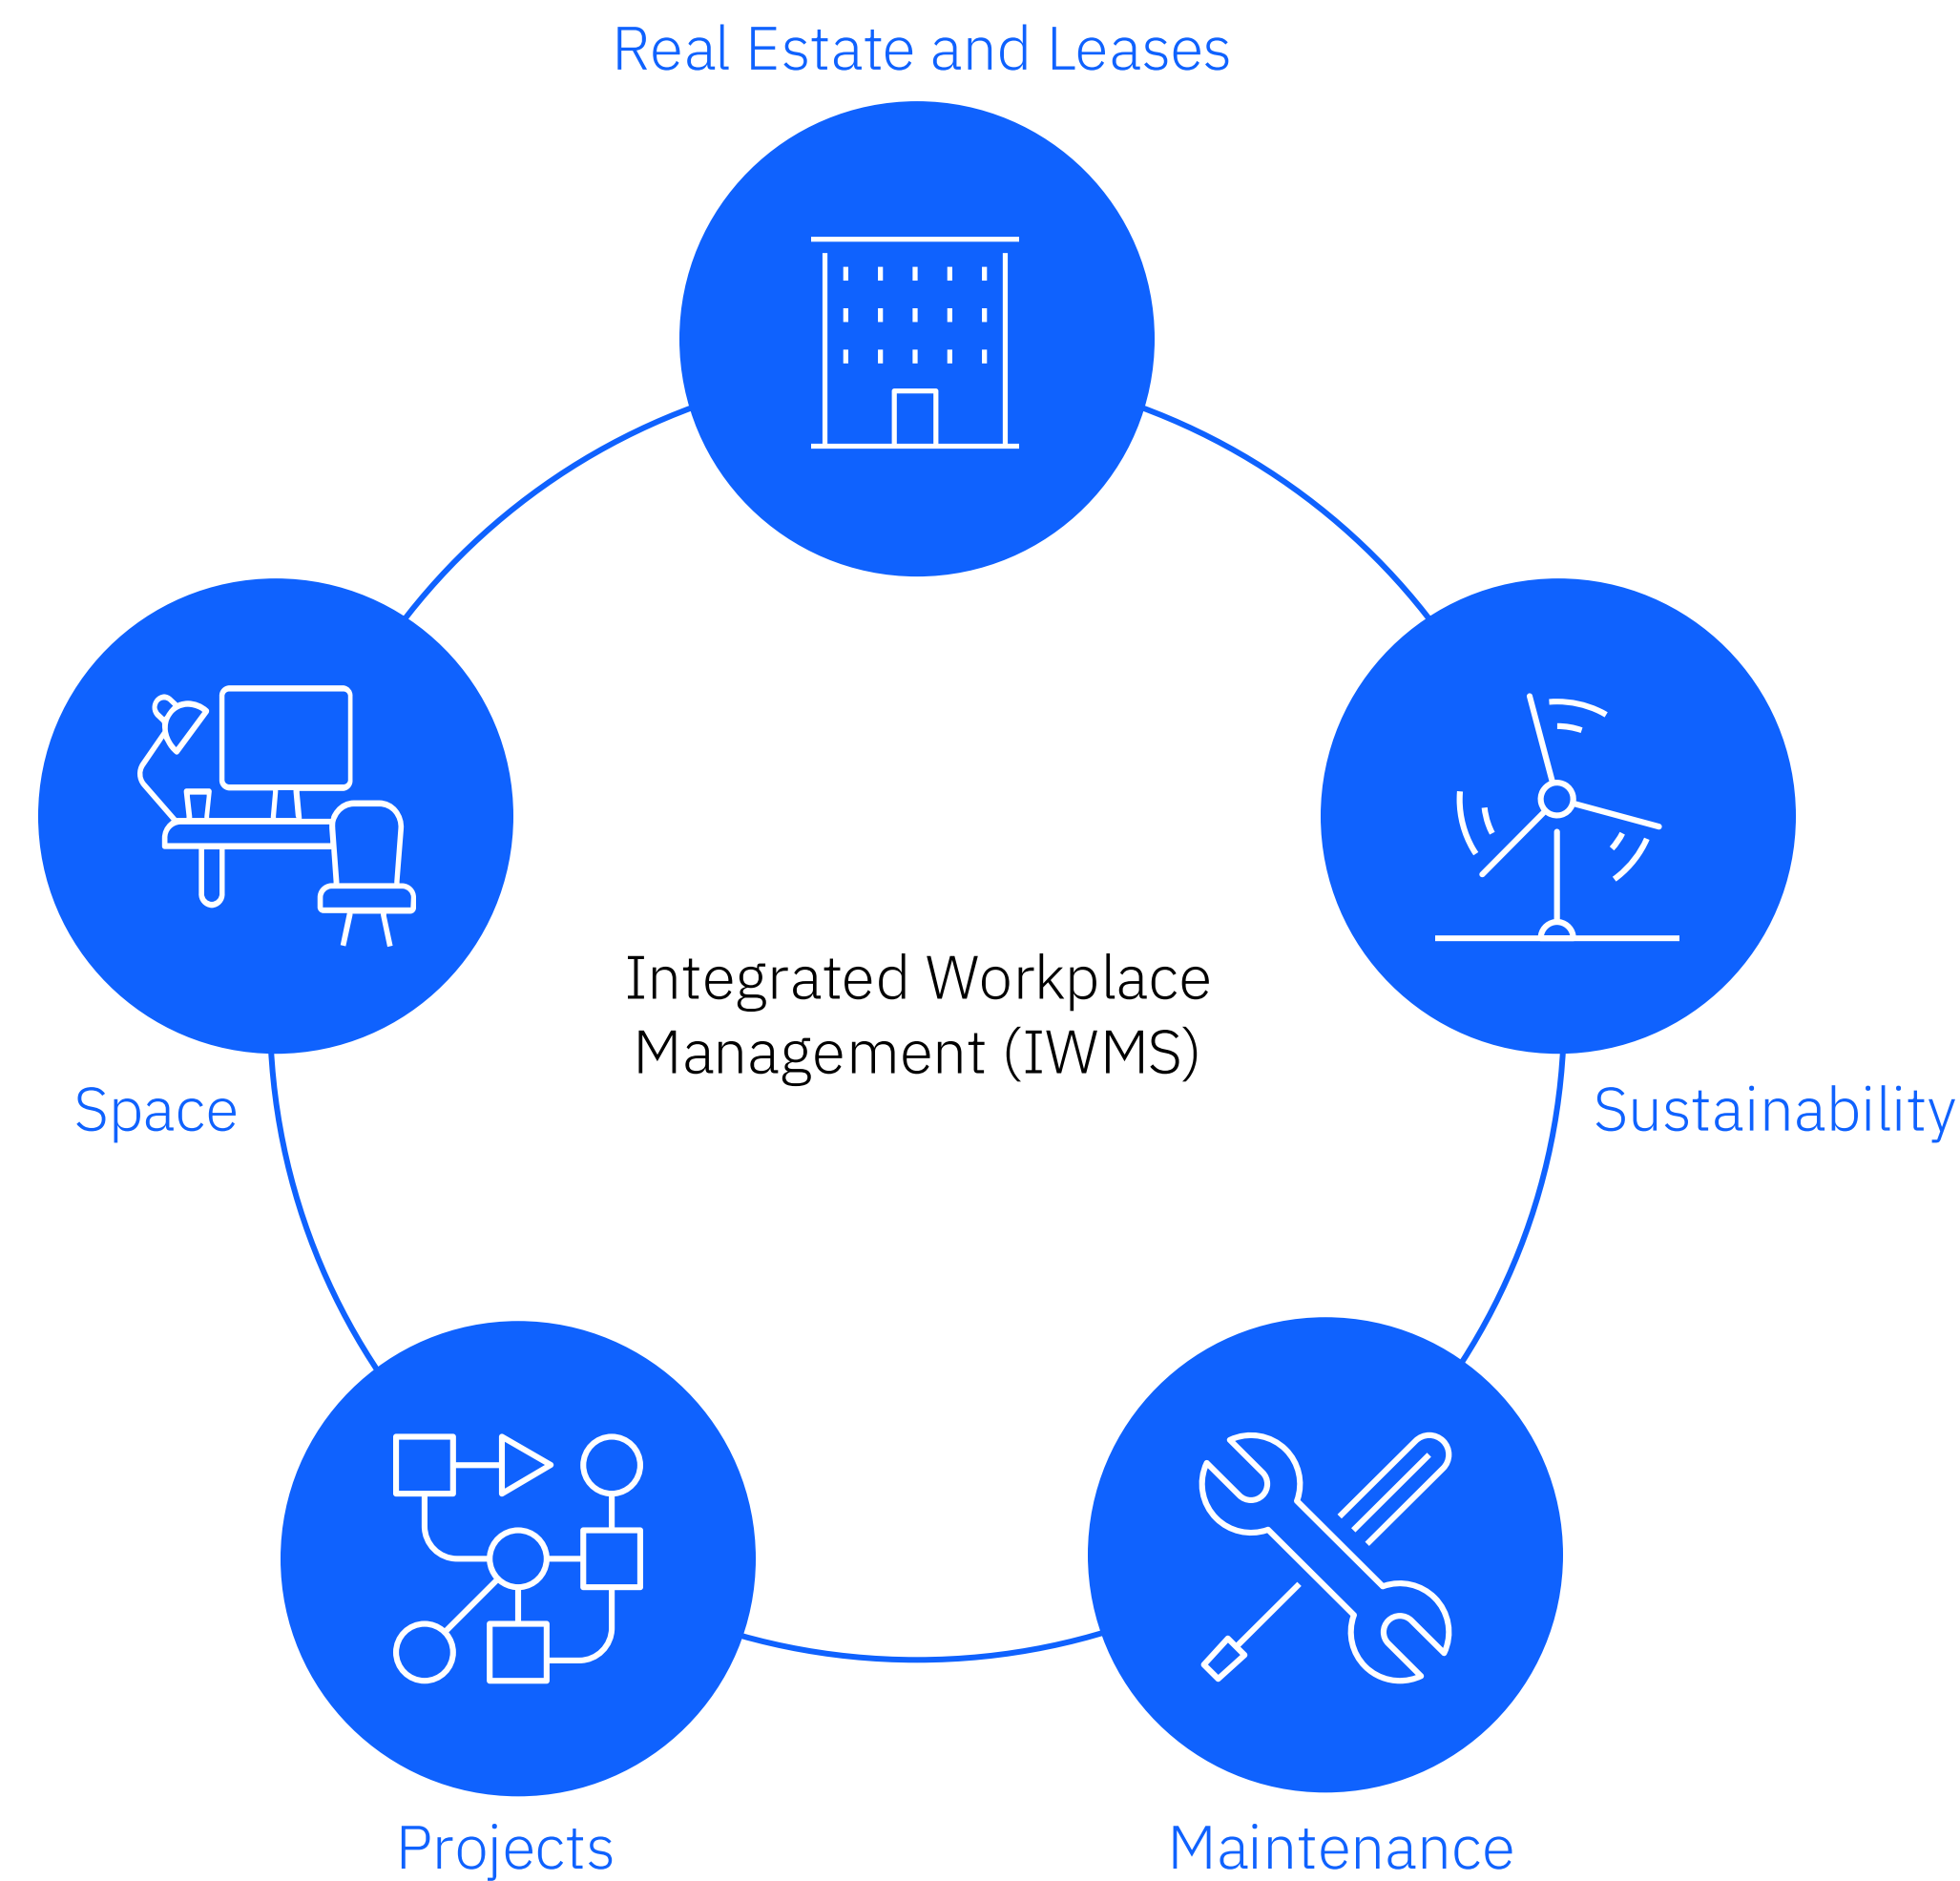 Real Estate and Leases
Integrated Workplace
Management (IWMS)
Space
Sustainability
Projects
Maintenance